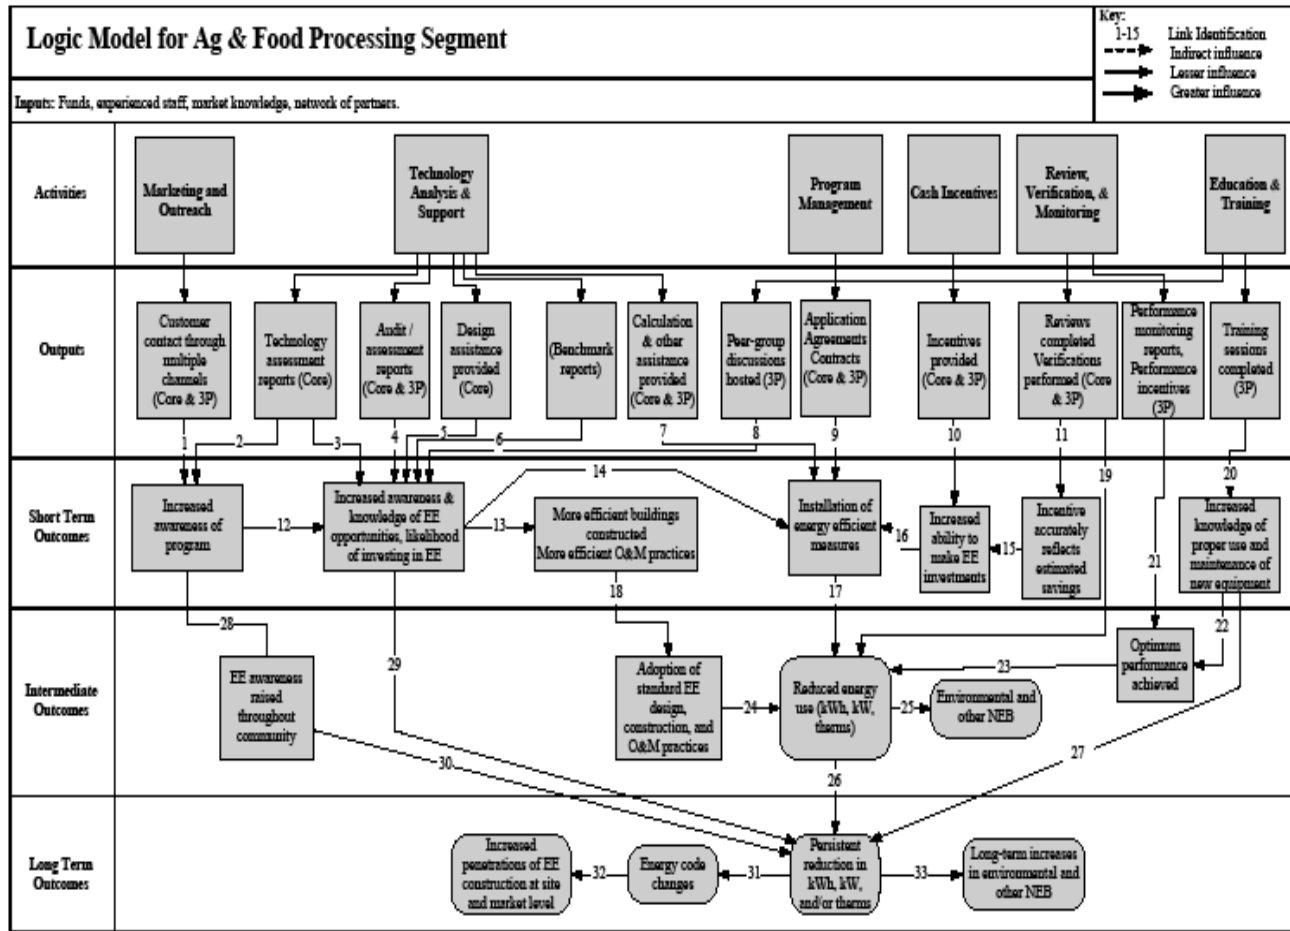 Logic Model for Ag & Food Processing Segment
Key:
1-15 Link Identification
Indirect influence
Lesser influence
Greater influence
Inputs: Funds, experienced staff, market knowledge, network of partners.
Activities
Marketing and
Outreach
Technology
Analysis &
Support
Program
Management
Cash Incentives
Review,
Verification, &
Monitoring
Education &
Training
Outputs
Customer
contact through
multiple
channels
(Core & 3P)
Technology
assessment
reports (Core)
Audit /
assessment
reports
(Core & 3P)
Design
assistance
provided
(Core)
(Benchmark
reports)
Calculation
& other
assistance
provided
(Core & 3P)
Peer-group
discussions
hosted (3P)
Application
Agreements
Contracts
(Core & 3P)
Incentives
provided
(Core & 3P)
Reviews
completed
Verifications
performed (Core
& 3P)
Performance
monitoring
reports,
Performance
incentives
(3P)
Training
sessions
completed
(3P)
1
2
3
4
5
6
7
8
9
10
11
19
20
Short Term
Outcomes
Increased
awareness of
program
12
Increased awareness &
knowledge of EE
opportunities, likelihood
of investing in EE
14
13
More efficient buildings
constructed
More efficient O&M practices
Installation of
energy efficient
measures
16
Increased
ability to
make EE
investments
15
Incentive
accurately
reflects
estimated
savings
21
Increased
knowledge of
proper use and
maintenance of
new equipment
18
17
Intermediate
Outcomes
28
29
22
EE awareness
raised
throughout
community
Adoption of
standard EE
design,
construction, and
O&M practices
24
Reduced energy
use (kWh, kW,
therms)
25
Environmental and
other NEB
23
Optimum
performance
achieved
30
26
27
Long Term
Outcomes
Increased
penetrations of EE
construction at site
and market level
32
Energy code
changes
31
Persistent
reduction in
kWh, kW,
and/or therms
33
Long-term increases
in environmental and
other NEB